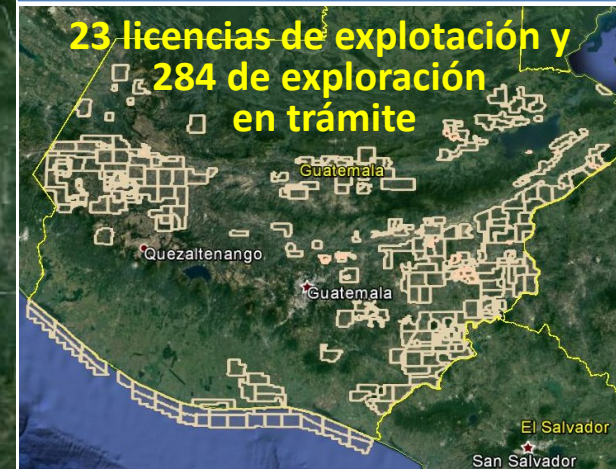 23 licencias de explotación y
284 de exploración
en trámite
Guatemala
Quezaltenango
Guatemala
El Salvador
San Salvador